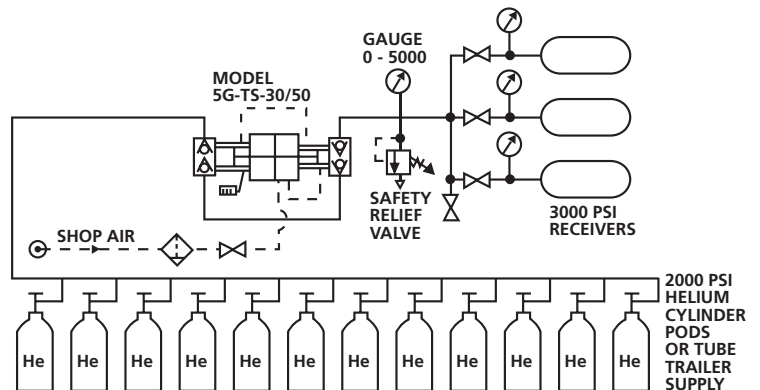 GAUGE
0 - 5000
MODEL
5G-TS-30/50
SAFETY
RELIEF
VALVE
3000 PSI
RECEIVERS
SHOP AIR
2000 PSI
HELIUM
CYLINDER
PODS
OR TUBE
TRAILER
SUPPLY
He He He He He He He He He He He He